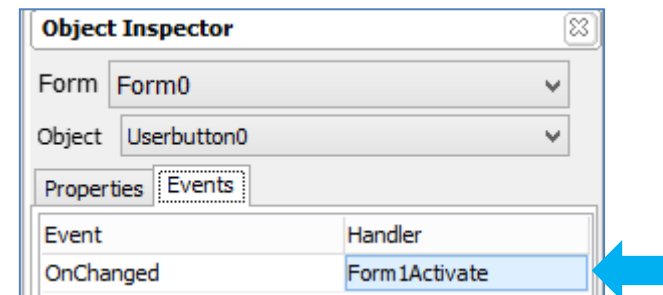 Object Inspector
Form Form0
Object Userbutton0
Properties Events
Event Handler
OnChanged Form1Activate